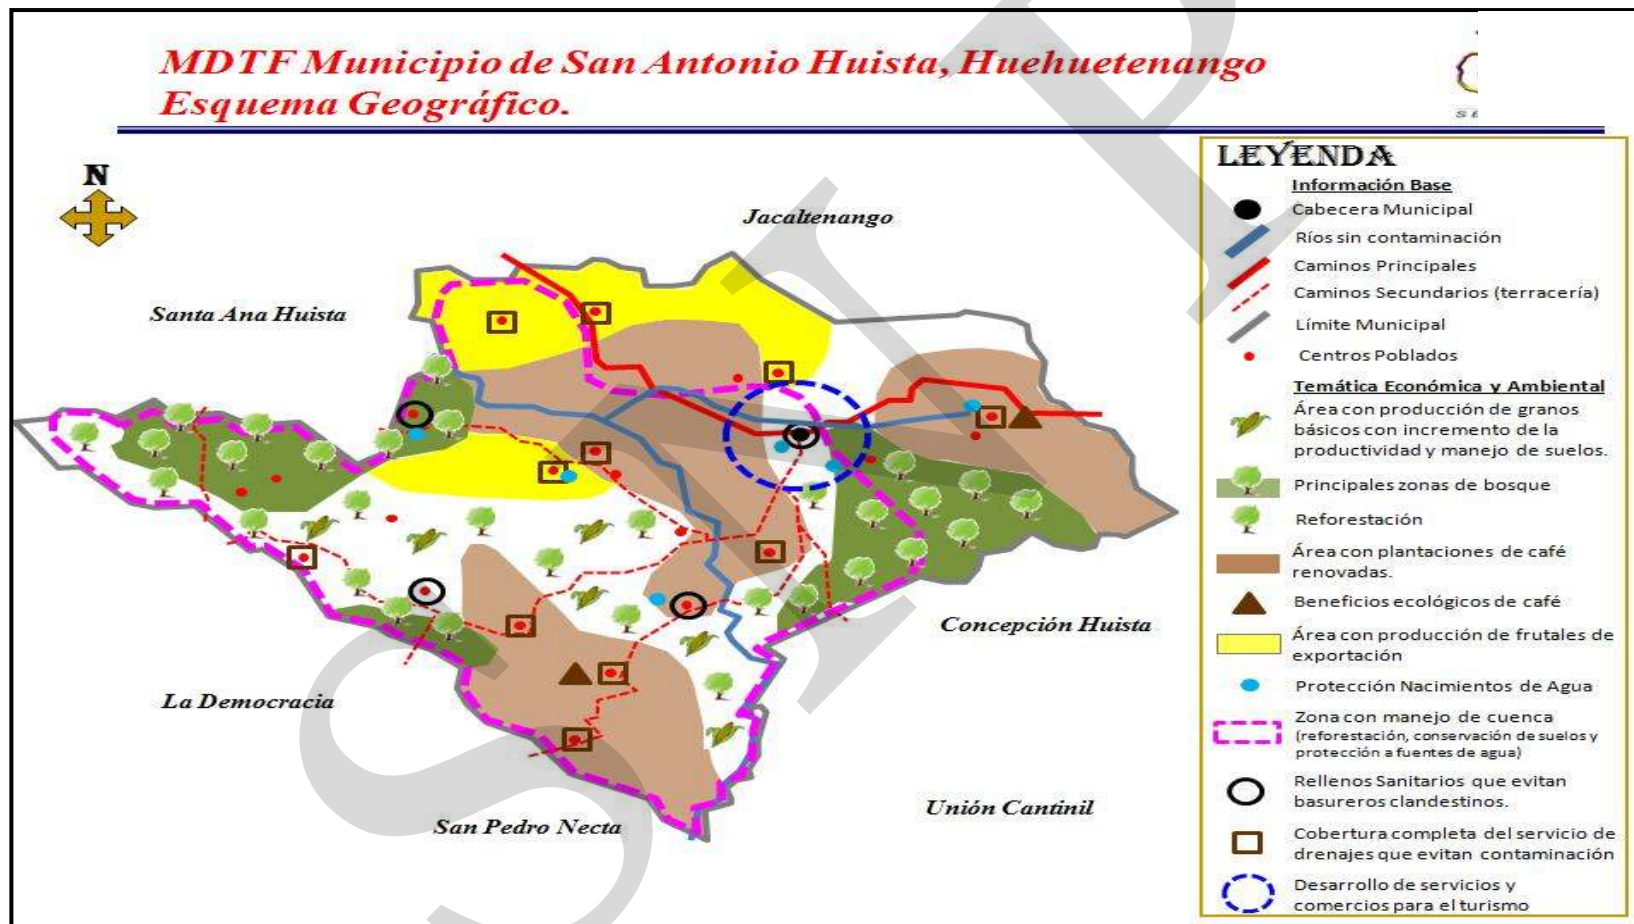 MDTF Municipio de San Antonio Huista, Huehuetenango
Esquema Geográfico.
N
Jacaltenango
Santa Ana Huista
Concepción Huista
La Democracia
Unión Cantinil
San Pedro Necta
LEYENDA
Información Base
Cabecera Municipal
Ríos sin contaminación
Caminos Principales
Caminos Secundarios (terracería)
Límite Municipal
Centros Poblados
Temática Económica y Ambiental
Área con producción de granos
básicos con incremento de la
productividad y manejo de suelos.
Principales zonas de bosque
Reforestación
Área con plantaciones de café
renovadas.
Beneficios ecológicos de café
Área con producción de frutales de
exportación
Protección Nacimientos de Agua
Zona con manejo de cuenca
(reforestación, conservación de suelos y
protección a fuentes de agua)
Rellenos Sanitarios que evitan
basureros clandestinos.
Cobertura completa del servicio de
drenajes que evitan contaminación
Desarrollo de servicios y
comercios para el turismo